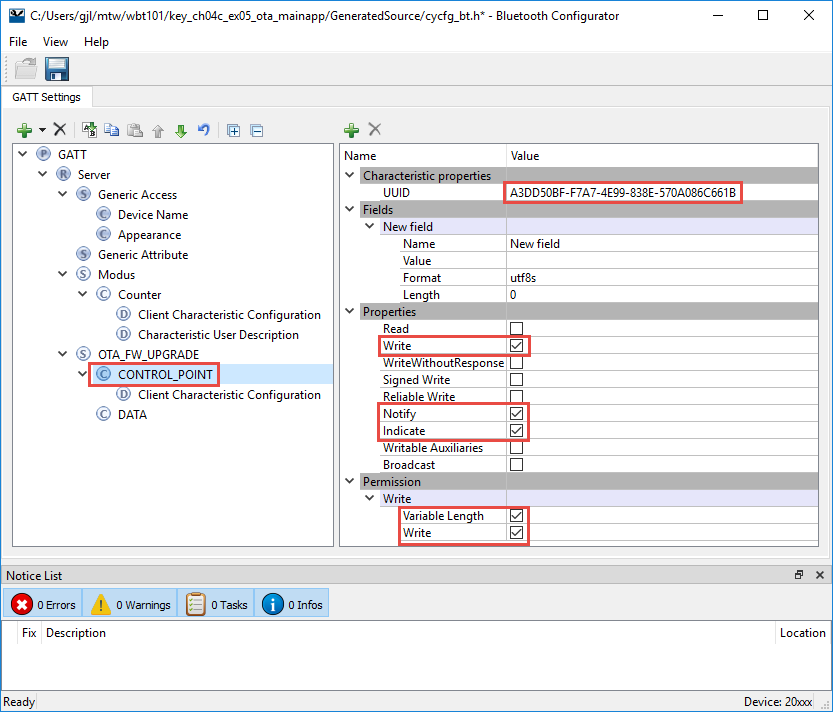 C:/Users/gjl/mtw/wbt101/key_ch04c_ex05_ota_mainapp/GeneratedSource/cycfg_bt.h* - Bluetooth Configurator
File View Help
GATT Settings
P GATT
R Server
S Generic Access
C Device Name
C Appearance
S Generic Attribute
S Modus
C Counter
D Client Characteristic Configuration
D Characteristic User Description
S OTA_FW_UPGRADE
C CONTROL_POINT
D Client Characteristic Configuration
C DATA
Name Value
Characteristic properties
UUID A3DD50BF-F7A7-4E99-838E-570A086C661B
Fields
New field
Name New field
Value
Format utf8s
Length 0
Properties
Read
Write
WriteWithoutResponse
Signed Write
Reliable Write
Notify
Indicate
Writable Auxiliaries
Broadcast
Permission
Write
Variable Length
Write
Notice List
0 Errors 0 Warnings 0 Tasks 0 Infos
Fix Description Location
Ready Device: 20xxx